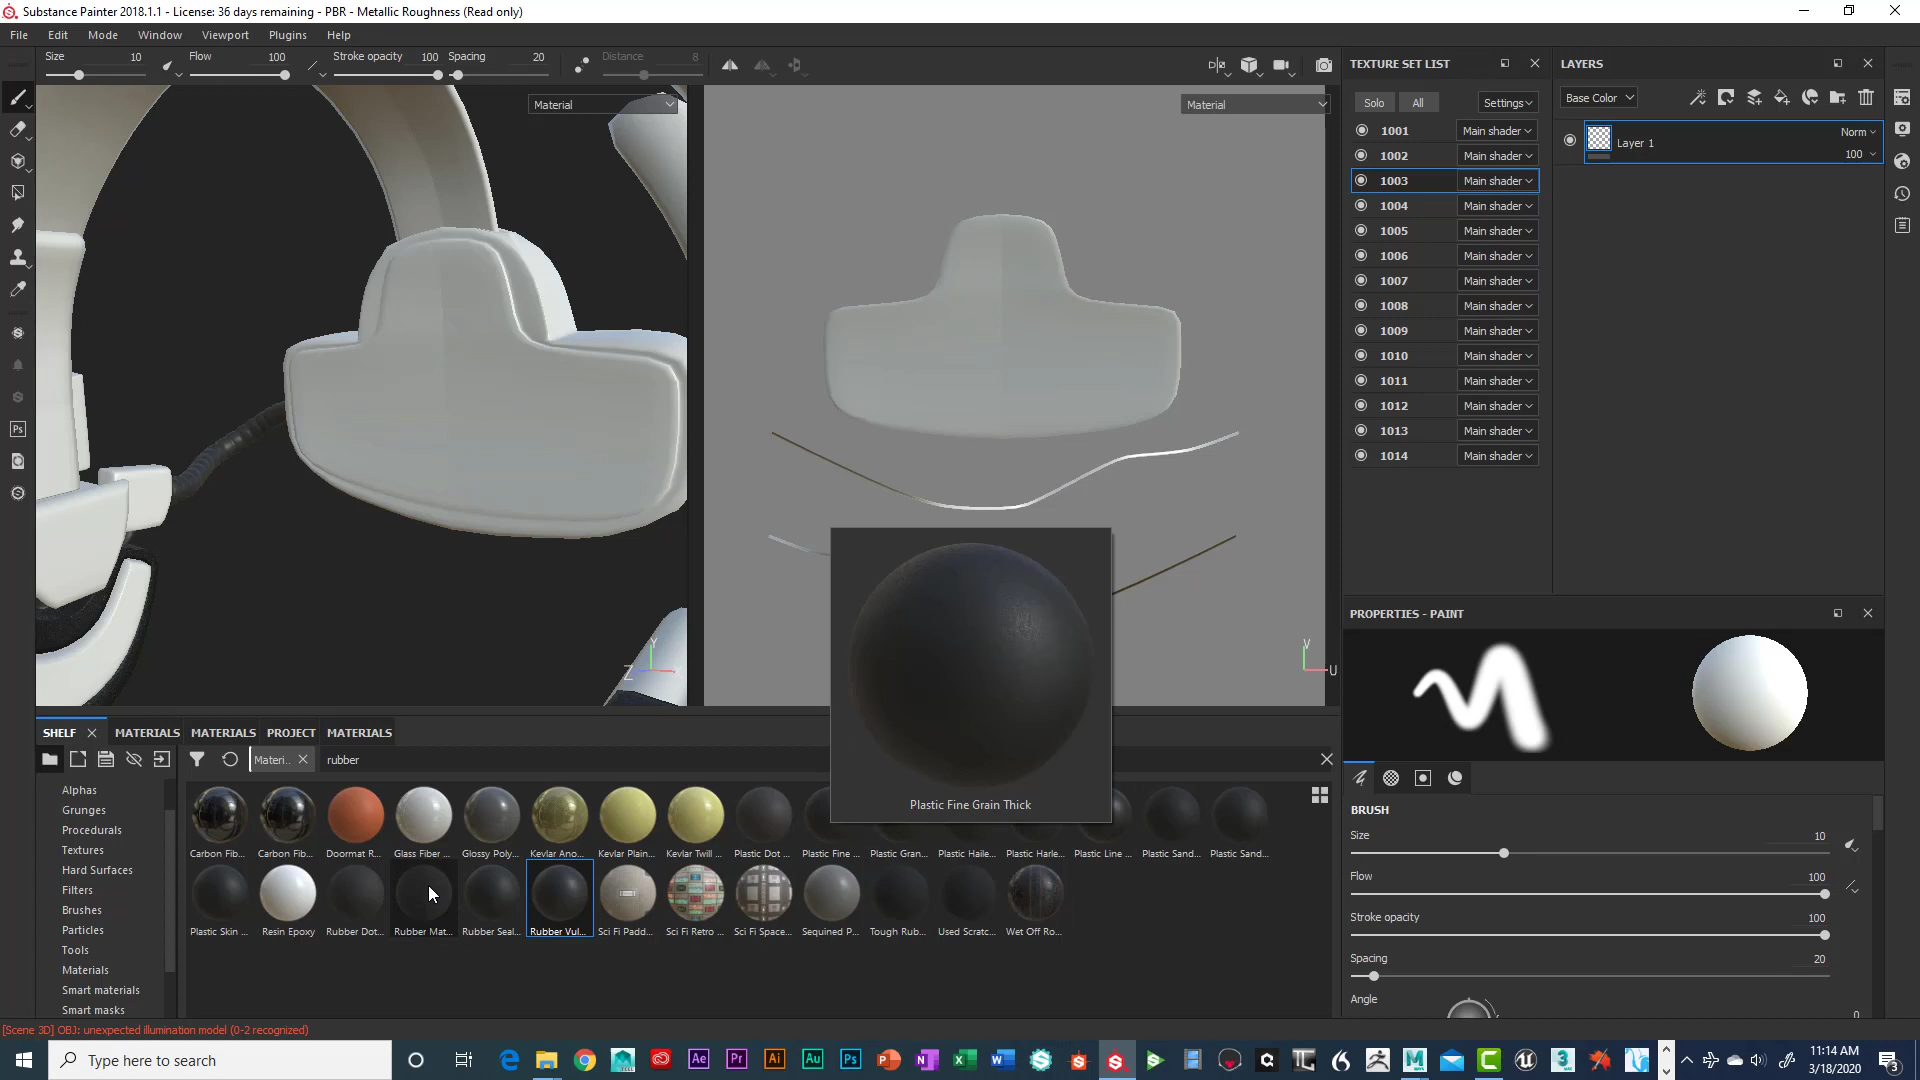 Substance Painter 2018.1.1 - License: 36 days remaining - PBR - Metallic Roughness (Read only)
File Edit Mode Window Viewport Plugins Help
Size 10 Flow 100 Stroke opacity 100 Spacing 20 Distance 8
Material
Material
TEXTURE SET LIST
Solo All Settings
1001 Main shader
1002 Main shader
1003 Main shader
1004 Main shader
1005 Main shader
1006 Main shader
1007 Main shader
1008 Main shader
1009 Main shader
1010 Main shader
1011 Main shader
1012 Main shader
1013 Main shader
1014 Main shader
LAYERS
Base Color
Layer 1 Norm
100
Ps
Y
Z
V
U
Plastic Fine Grain Thick
SHELF MATERIALS MATERIALS PROJECT MATERIALS
Materi.. rubber
Alphas
Grunges
Procedurals
Textures
Hard Surfaces
Filters
Brushes
Particles
Tools
Materials
Smart materials
Smart masks
Carbon Fib... Carbon Fib... Doormat R... Glass Fiber ... Glossy Poly... Kevlar Ano... Kevlar Plain... Kevlar Twill ... Plastic Dot ... Plastic Fine ... Plastic Gran... Plastic Haile... Plastic Harle... Plastic Line ... Plastic Sand... Plastic Sand...
Plastic Skin ... Resin Epoxy Rubber Dot... Rubber Mat... Rubber Seal... Rubber Vul... Sci Fi Padd... Sci Fi Retro ... Sci Fi Space... Sequined P... Tough Rub... Used Scratc... Wet Off Ro...
PROPERTIES - PAINT
BRUSH
Size 10
Flow 100
Stroke opacity 100
Spacing 20
Angle 0
[Scene 3D] OBJ: unexpected illumination model (0-2 recognized)
Type here to search
Ae Pr Ai Au Ps
11:14 AM
3/18/2020
3